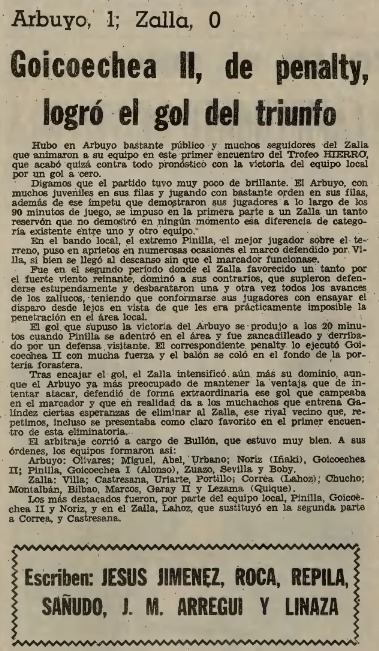 Arbuyo, 1; Zalla, 0
Goicoechea II, de penalty,
logró el gol del triunfo
Hubo en Arbuyo bastante público y muchos seguidores del Zalla
que animaron a su equipo en este primer encuentro del Trofeo HIERRO,
que acabó quizá contra todo pronóstico con la victoria del equipo local
por un gol a cero.
Digamos que el partido tuvo muy poco de brillante. El Arbuyo, con
muchos juveniles en sus filas y jugando con bastante orden en sus filas,
además de ese ímpetu que demostraron sus jugadores a lo largo de los
90 minutos de juego, se impuso en la primera parte a un Zalla un tanto
reservón que no demostró en ningún momento esa diferencia de catego-
ría existente entre uno y otro equipo.
En el bando local, el extremo Pinilla, el mejor jugador sobre el te-
rreno, puso en aprietos en numerosas ocasiones el marco defendido por Vi-
lla, si bien se llegó al descanso sin que el marcador funcionase.
Fue en el segundo período donde el Zalla favorecido un tanto por
el fuerte viento reinante, dominó a sus contrarios, que supieron defen-
derse estupendamente y desbarataron una y otra vez todos los avances
de los zallucos, teniendo que conformarse sus jugadores con ensayar el
disparo desde lejos en vista de que les era prácticamente imposible la
penetración en el área local.
El gol que supuso la victoria del Arbuyo se produjo a los 20 minu-
tos cuando Pinilla se adentró en el área y fue zancadilleado y derriba-
do por un defensa visitante. El correspondiente penalty lo ejecutó Goi-
coechea II con mucha fuerza y el balón se coló en el fondo de la por-
tería forastera.
Tras encajar el gol, el Zalla intensificó aún más su dominio, aun-
que el Arbuyo ya más preocupado de mantener la ventaja que de in-
tentar atacar, defendió de forma extraordinaria ese gol que campeaba
en el marcador y que en realidad da a los muchachos que entrena Ga-
líndez ciertas esperanzas de eliminar al Zalla, ese rival vecino que, re-
petimos, incluso se presentaba como claro favorito en el primer encuen-
tro de esta eliminatoria.
El arbitraje corrió a cargo de Bullón, que estuvo muy bien. A sus
órdenes, los equipos formaron así:
Arbuyo: Olivares; Miguel, Abel, Urbano; Noriz (Iñaki), Goicoechea
II; Pinilla, Goicoechea I (Alonso), Zuazo, Sevilla y Boby.
Zalla: Villa; Castresana, Uriarte, Portillo; Corréa (Lahoz); Chucho;
Montalbán, Bilbao, Marcos, Garay II y Lezama (Quique).
Los más destacados fueron, por parte del equipo local, Pinilla, Goicoe-
chea II y Noriz, y en el Zalla, Lahoz, que sustituyó en la segunda parte
a Correa, y Castresana.
Escriben: JESUS JIMENEZ, ROCA, REPILA,
SAÑUDO, J. M. ARREGUI Y LINAZA